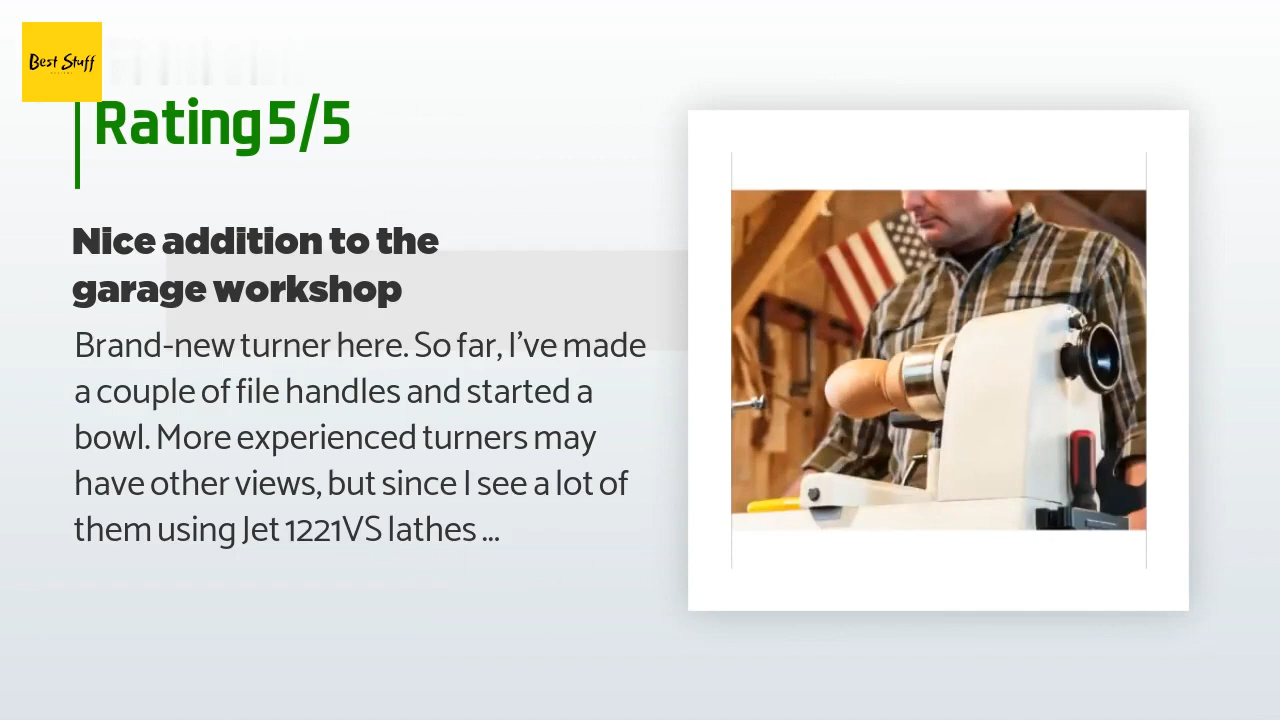 Best Stuff
Rating 5/5
Nice addition to the
garage workshop
Brand-new turner here. So far, I've made
a couple of file handles and started a
bowl. More experienced turners may
have other views, but since I see a lot of
them using Jet 1221VS lathes ...